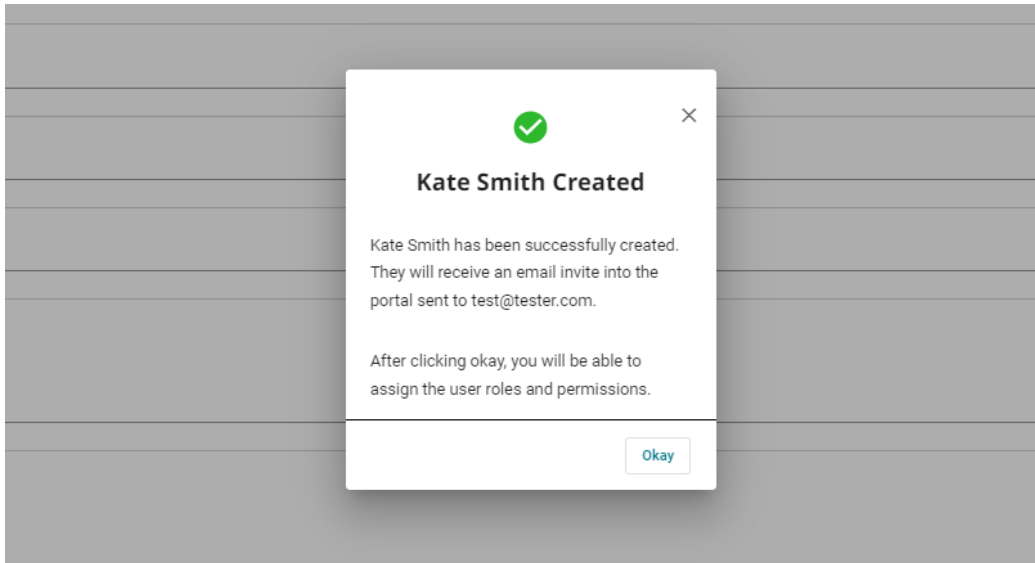 Kate Smith Created
Kate Smith has been successfully created.
They will receive an email invite into the
portal sent to test@tester.com.
After clicking okay, you will be able to
assign the user roles and permissions.
Okay